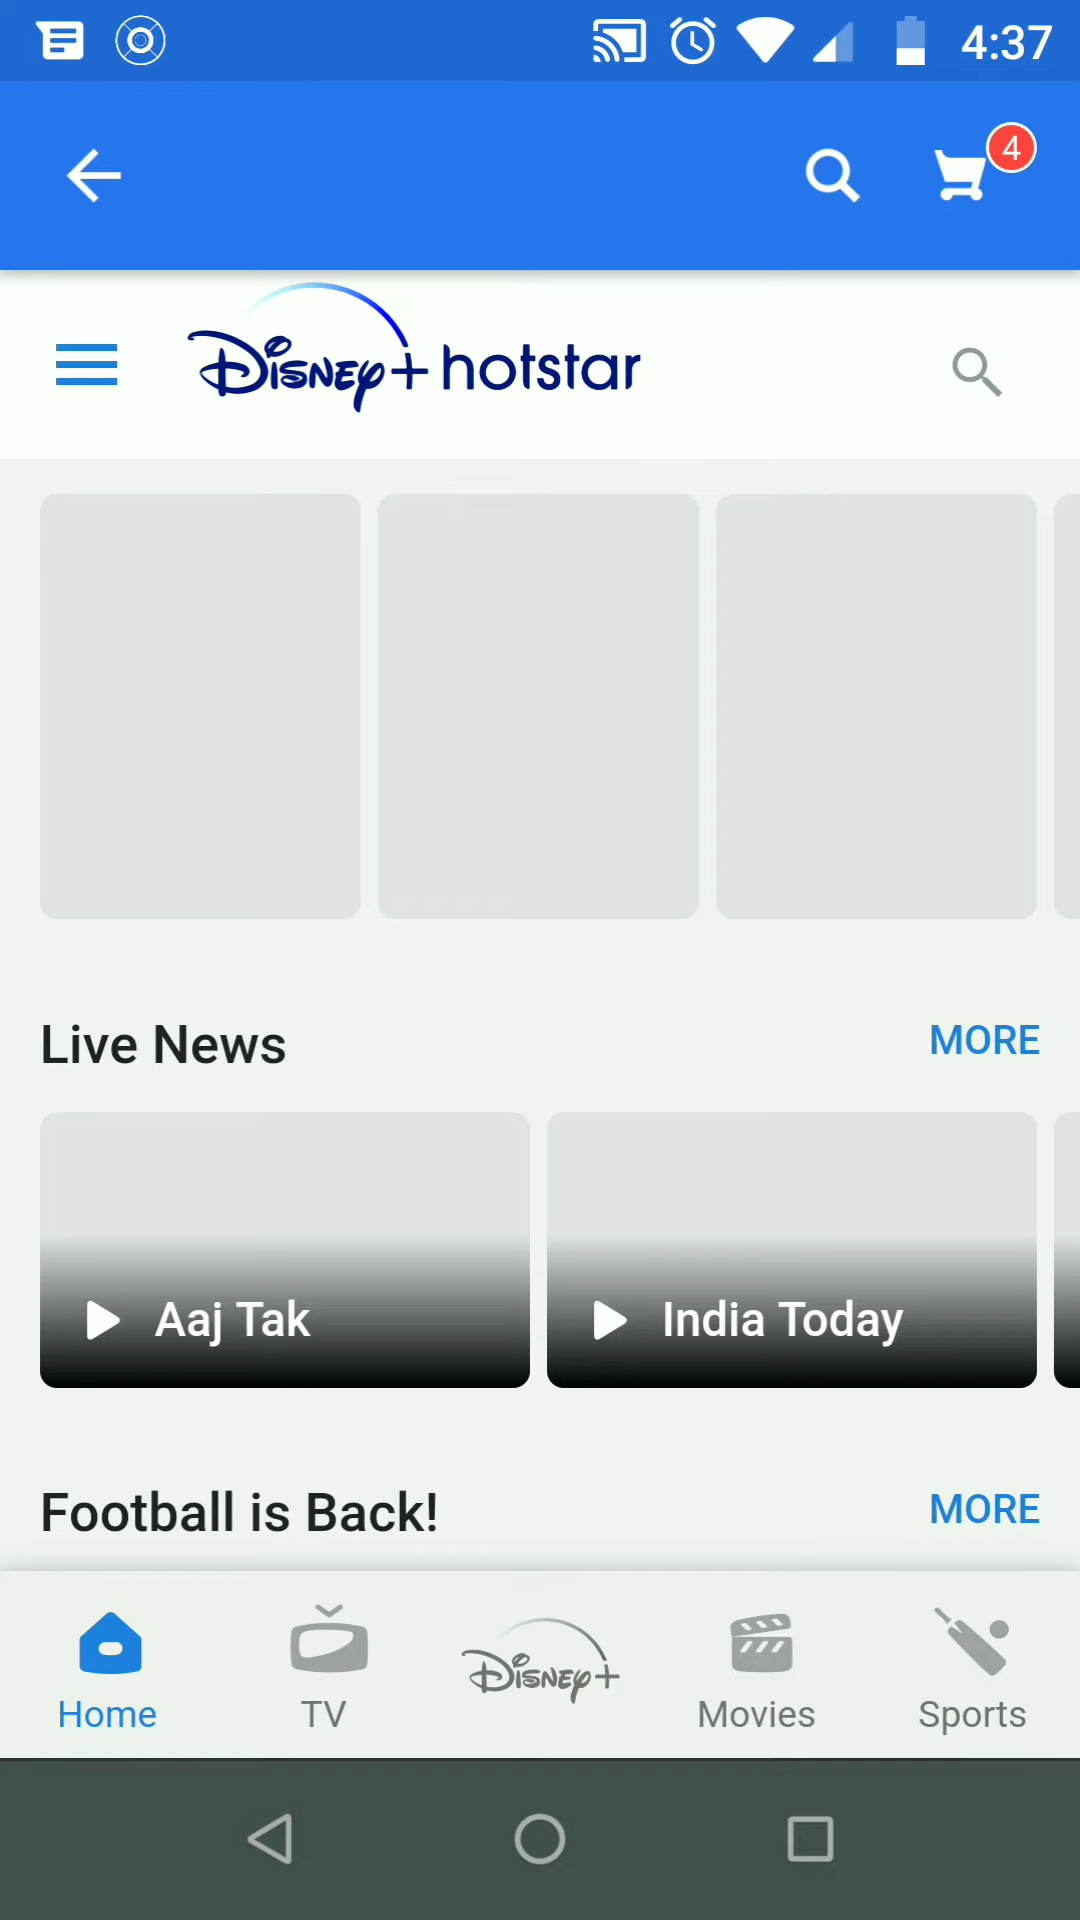 4:37
4
Disney+ hotstar
Live News
MORE
Aaj Tak
India Today
Football is Back!
MORE
Home
TV
Disney+
Movies
Sports